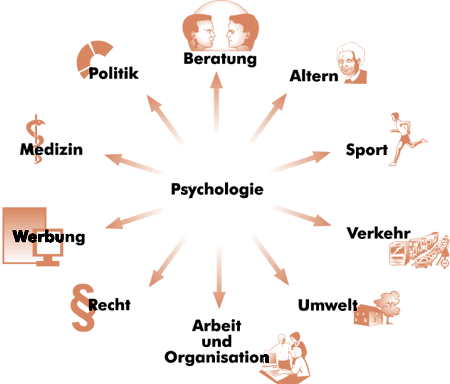 Beratung
Politik
Altern
Medizin
Sport
Psychologie
Werbung
Verkehr
§
Recht
Umwelt
Arbeit
und
Organisation